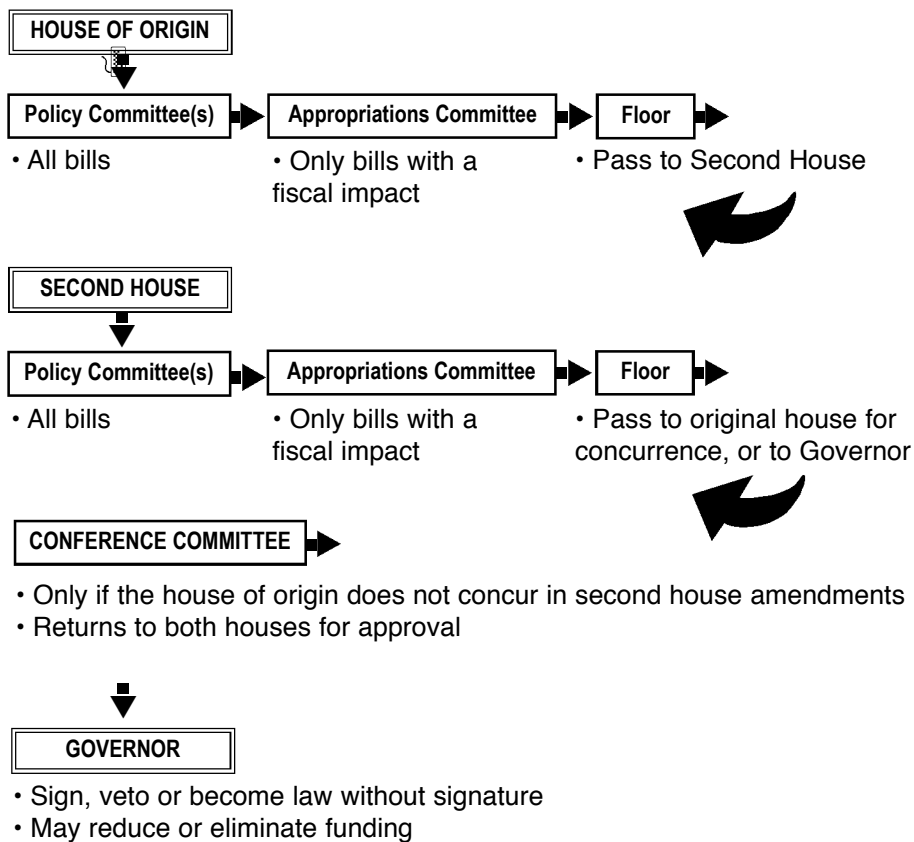 HOUSE OF ORIGIN
Policy Committee(s)
Appropriations Committee
Floor
• All bills
• Only bills with a
fiscal impact
• Pass to Second House
SECOND HOUSE
Policy Committee(s)
Appropriations Committee
Floor
• All bills
• Only bills with a
fiscal impact
• Pass to original house for
concurrence, or to Governor
CONFERENCE COMMITTEE
• Only if the house of origin does not concur in second house amendments
• Returns to both houses for approval
GOVERNOR
• Sign, veto or become law without signature
• May reduce or eliminate funding